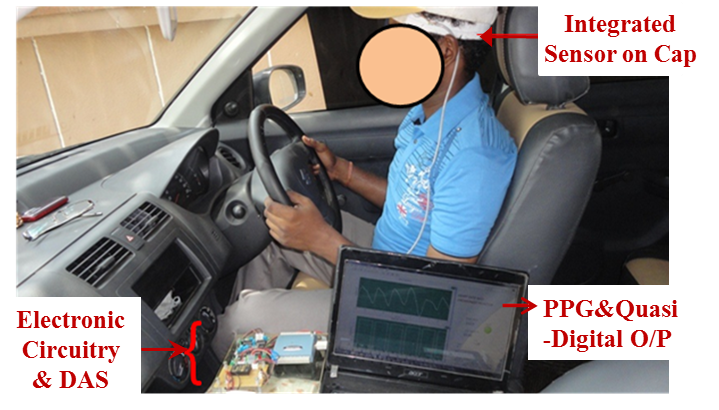 Integrated
Sensor on Cap
PPG&Quasi
-Digital O/P
Electronic
Circuitry
& DAS
acer